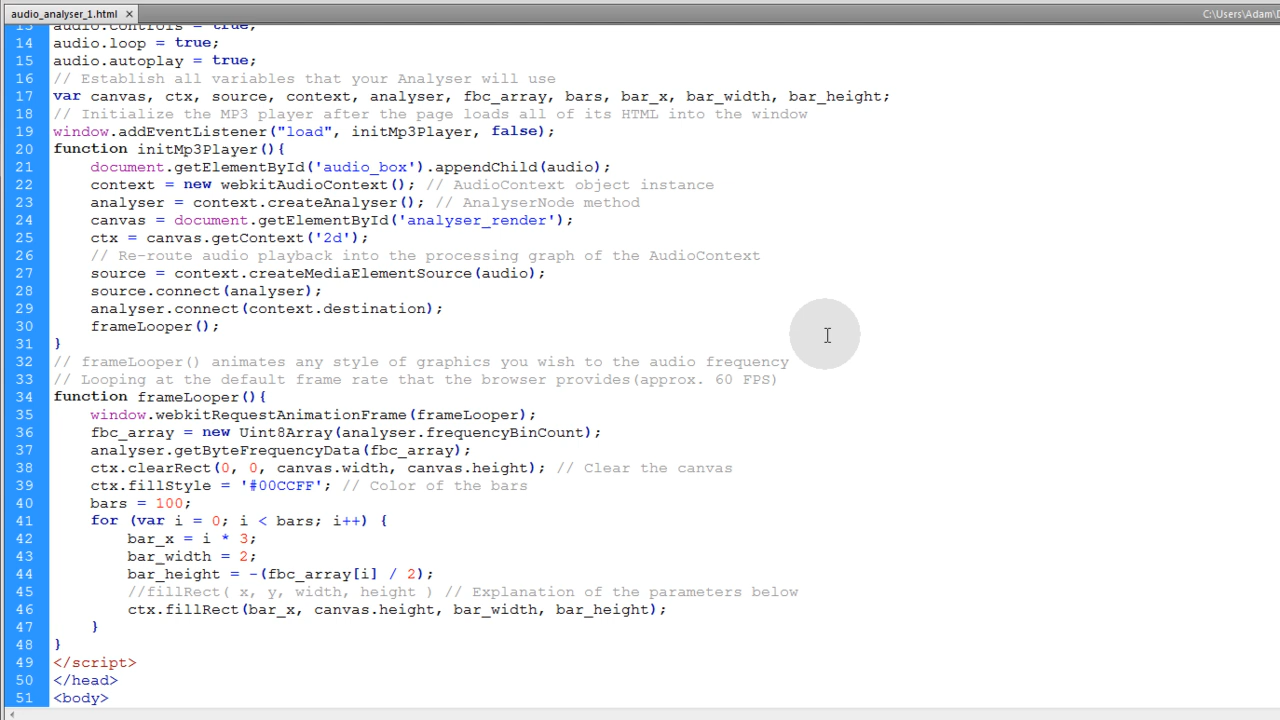 audio_analyser_1.html ×
C:\Users\Adam\D
13 audio.controls = true;
14 audio.loop = true;
15 audio.autoplay = true;
16 // Establish all variables that your Analyser will use
17 var canvas, ctx, source, context, analyser, fbc_array, bars, bar_x, bar_width, bar_height;
18 // Initialize the MP3 player after the page loads all of its HTML into the window
19 window.addEventListener("load", initMp3Player, false);
20 function initMp3Player(){
21 document.getElementById('audio_box').appendChild(audio);
22 context = new webkitAudioContext(); // AudioContext object instance
23 analyser = context.createAnalyser(); // AnalyserNode method
24 canvas = document.getElementById('analyser_render');
25 ctx = canvas.getContext('2d');
26 // Re-route audio playback into the processing graph of the AudioContext
27 source = context.createMediaElementSource(audio);
28 source.connect(analyser);
29 analyser.connect(context.destination);
30 frameLooper();
31 }
32 // frameLooper() animates any style of graphics you wish to the audio frequency
33 // Looping at the default frame rate that the browser provides(approx. 60 FPS)
34 function frameLooper(){
35 window.webkitRequestAnimationFrame(frameLooper);
36 fbc_array = new Uint8Array(analyser.frequencyBinCount);
37 analyser.getByteFrequencyData(fbc_array);
38 ctx.clearRect(0, 0, canvas.width, canvas.height); // Clear the canvas
39 ctx.fillStyle = '#00CCFF'; // Color of the bars
40 bars = 100;
41 for (var i = 0; i < bars; i++) {
42 bar_x = i * 3;
43 bar_width = 2;
44 bar_height = -(fbc_array[i] / 2);
45 //fillRect( x, y, width, height ) // Explanation of the parameters below
46 ctx.fillRect(bar_x, canvas.height, bar_width, bar_height);
47 }
48 }
49 </script>
50 </head>
51 <body>